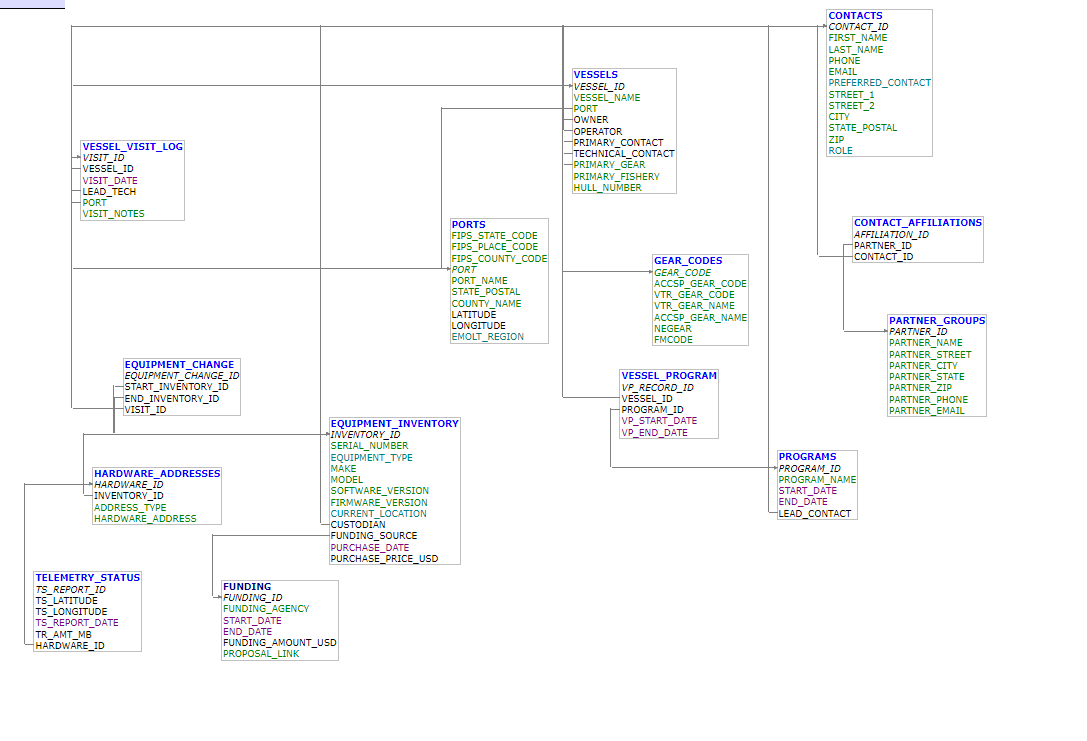 CONTACTS
CONTACT_ID
FIRST_NAME
LAST_NAME
PHONE
EMAIL
PREFERRED_CONTACT
STREET_1
STREET_2
CITY
STATE_POSTAL
ZIP
ROLE
VESSELS
VESSEL_ID
VESSEL_NAME
PORT
OWNER
OPERATOR
PRIMARY_CONTACT
TECHNICAL_CONTACT
PRIMARY_GEAR
PRIMARY_FISHERY
HULL_NUMBER
VESSEL_VISIT_LOG
VISIT_ID
VESSEL_ID
VISIT_DATE
LEAD_TECH
PORT
VISIT_NOTES
PORTS
FIPS_STATE_CODE
FIPS_PLACE_CODE
FIPS_COUNTY_CODE
PORT
PORT_NAME
STATE_POSTAL
COUNTY_NAME
LATITUDE
LONGITUDE
EMOLT_REGION
CONTACT_AFFILIATIONS
AFFILIATION_ID
PARTNER_ID
CONTACT_ID
GEAR_CODES
GEAR_CODE
ACCSP_GEAR_CODE
VTR_GEAR_CODE
VTR_GEAR_NAME
ACCSP_GEAR_NAME
NEGEAR
FMCODE
PARTNER_GROUPS
PARTNER_ID
PARTNER_NAME
PARTNER_STREET
PARTNER_CITY
PARTNER_STATE
PARTNER_ZIP
PARTNER_PHONE
PARTNER_EMAIL
EQUIPMENT_CHANGE
EQUIPMENT_CHANGE_ID
START_INVENTORY_ID
END_INVENTORY_ID
VISIT_ID
VESSEL_PROGRAM
VP_RECORD_ID
VESSEL_ID
PROGRAM_ID
VP_START_DATE
VP_END_DATE
EQUIPMENT_INVENTORY
INVENTORY_ID
SERIAL_NUMBER
EQUIPMENT_TYPE
MAKE
MODEL
SOFTWARE_VERSION
FIRMWARE_VERSION
CURRENT_LOCATION
CUSTODIAN
FUNDING_SOURCE
PURCHASE_DATE
PURCHASE_PRICE_USD
PROGRAMS
PROGRAM_ID
PROGRAM_NAME
START_DATE
END_DATE
LEAD_CONTACT
HARDWARE_ADDRESSES
HARDWARE_ID
INVENTORY_ID
ADDRESS_TYPE
HARDWARE_ADDRESS
TELEMETRY_STATUS
TS_REPORT_ID
TS_LATITUDE
TS_LONGITUDE
TS_REPORT_DATE
TR_AMT_MB
HARDWARE_ID
FUNDING
FUNDING_ID
FUNDING_AGENCY
START_DATE
END_DATE
FUNDING_AMOUNT_USD
PROPOSAL_LINK